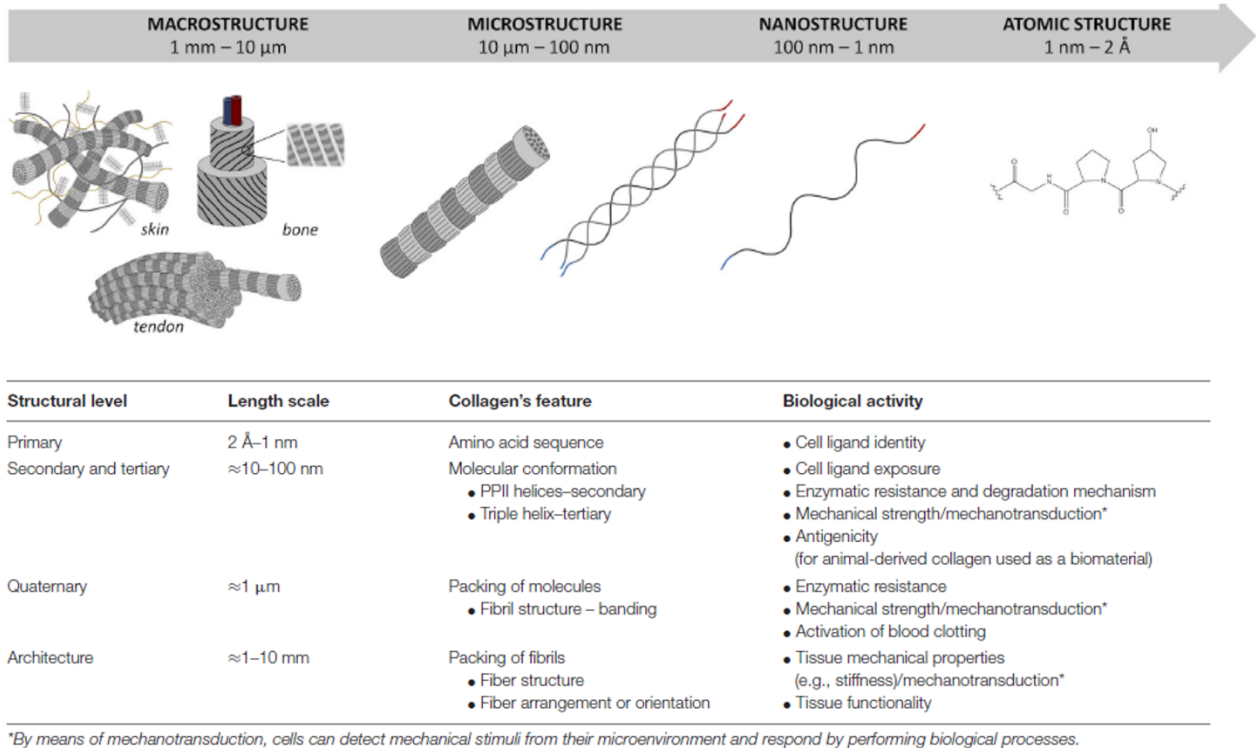 MACROSTRUCTURE MICROSTRUCTURE NANOSTRUCTURE ATOMIC STRUCTURE
1 mm – 10 µm 10 µm – 100 nm 100 nm – 1 nm 1 nm – 2 Å
OH
O
H
N
N
N
O
O
skin
bone
tendon
Structural level Length scale Collagen's feature Biological activity
Primary 2 Å–1 nm Amino acid sequence • Cell ligand identity
Secondary and tertiary ≈10–100 nm Molecular conformation • Cell ligand exposure
• PPII helices–secondary • Enzymatic resistance and degradation mechanism
• Triple helix–tertiary • Mechanical strength/mechanotransduction*
• Antigenicity
(for animal-derived collagen used as a biomaterial)
Quaternary ≈1 µm Packing of molecules • Enzymatic resistance
• Fibril structure – banding • Mechanical strength/mechanotransduction*
• Activation of blood clotting
Architecture ≈1–10 mm Packing of fibrils • Tissue mechanical properties
• Fiber structure (e.g., stiffness)/mechanotransduction*
• Fiber arrangement or orientation • Tissue functionality
*By means of mechanotransduction, cells can detect mechanical stimuli from their microenvironment and respond by performing biological processes.